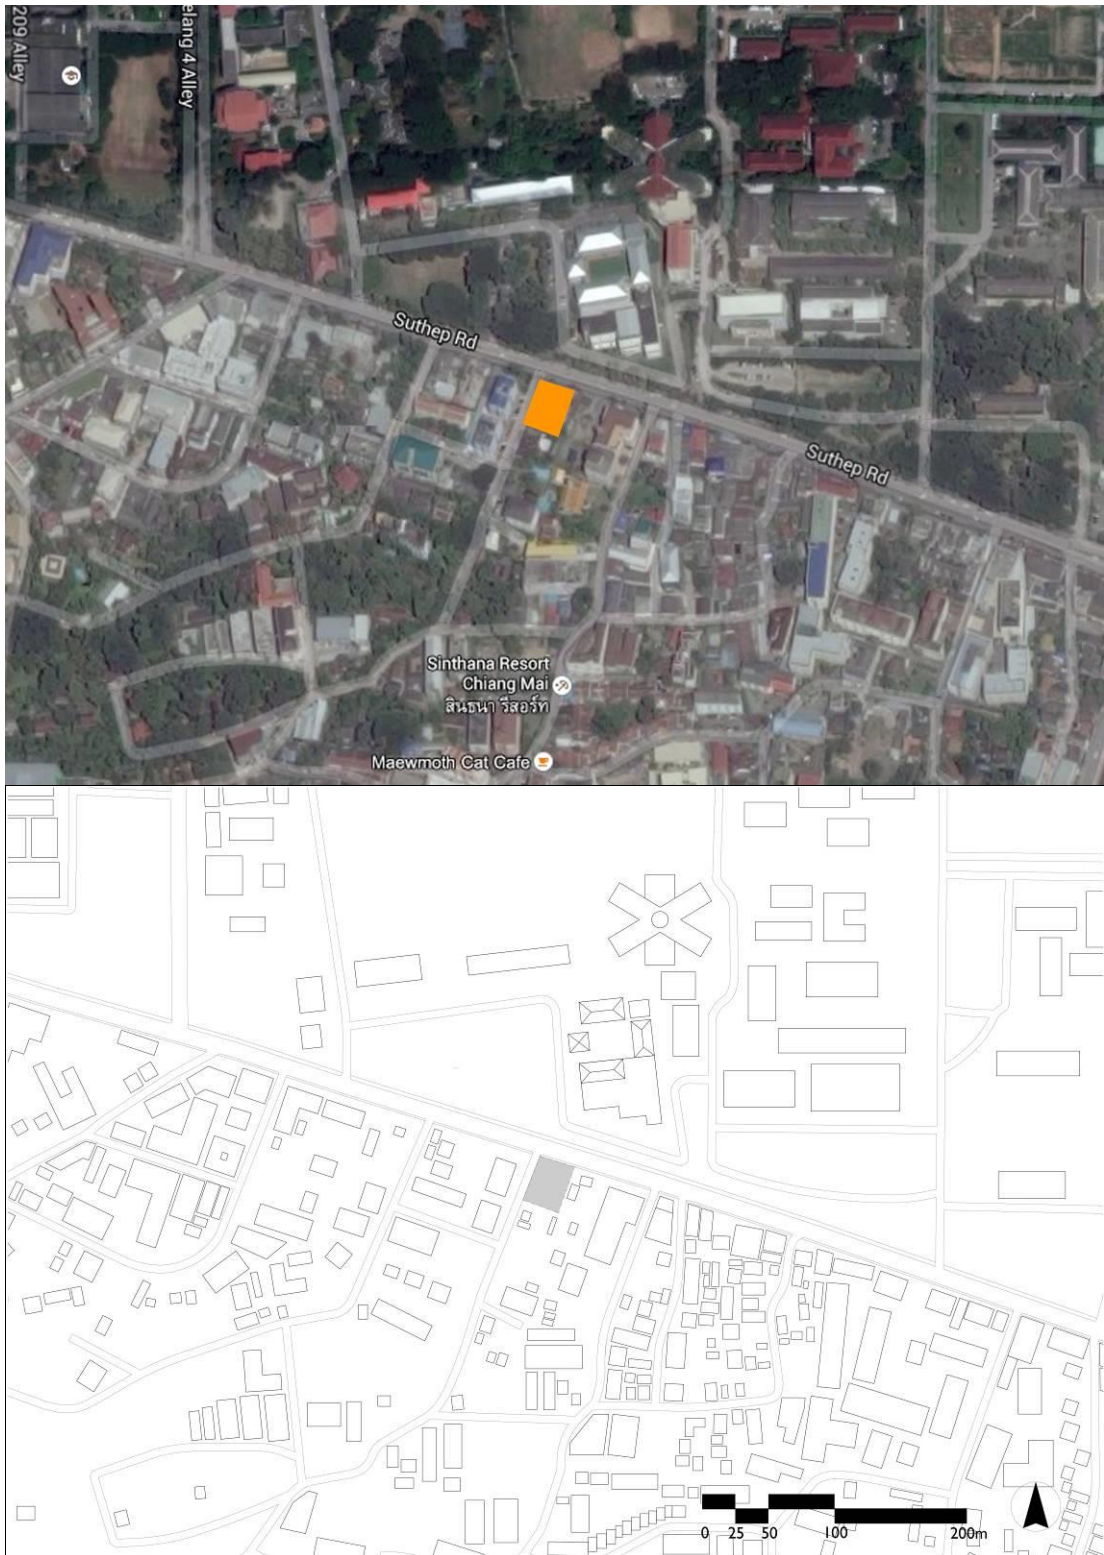 209 Alley
elang 4 Alley
Suthep Rd
Suthep Rd
Sinthana Resort
Chiang Mai
สินธนา รีสอร์ท
Maewmoth Cat Cafe
0 25 50 100 200m